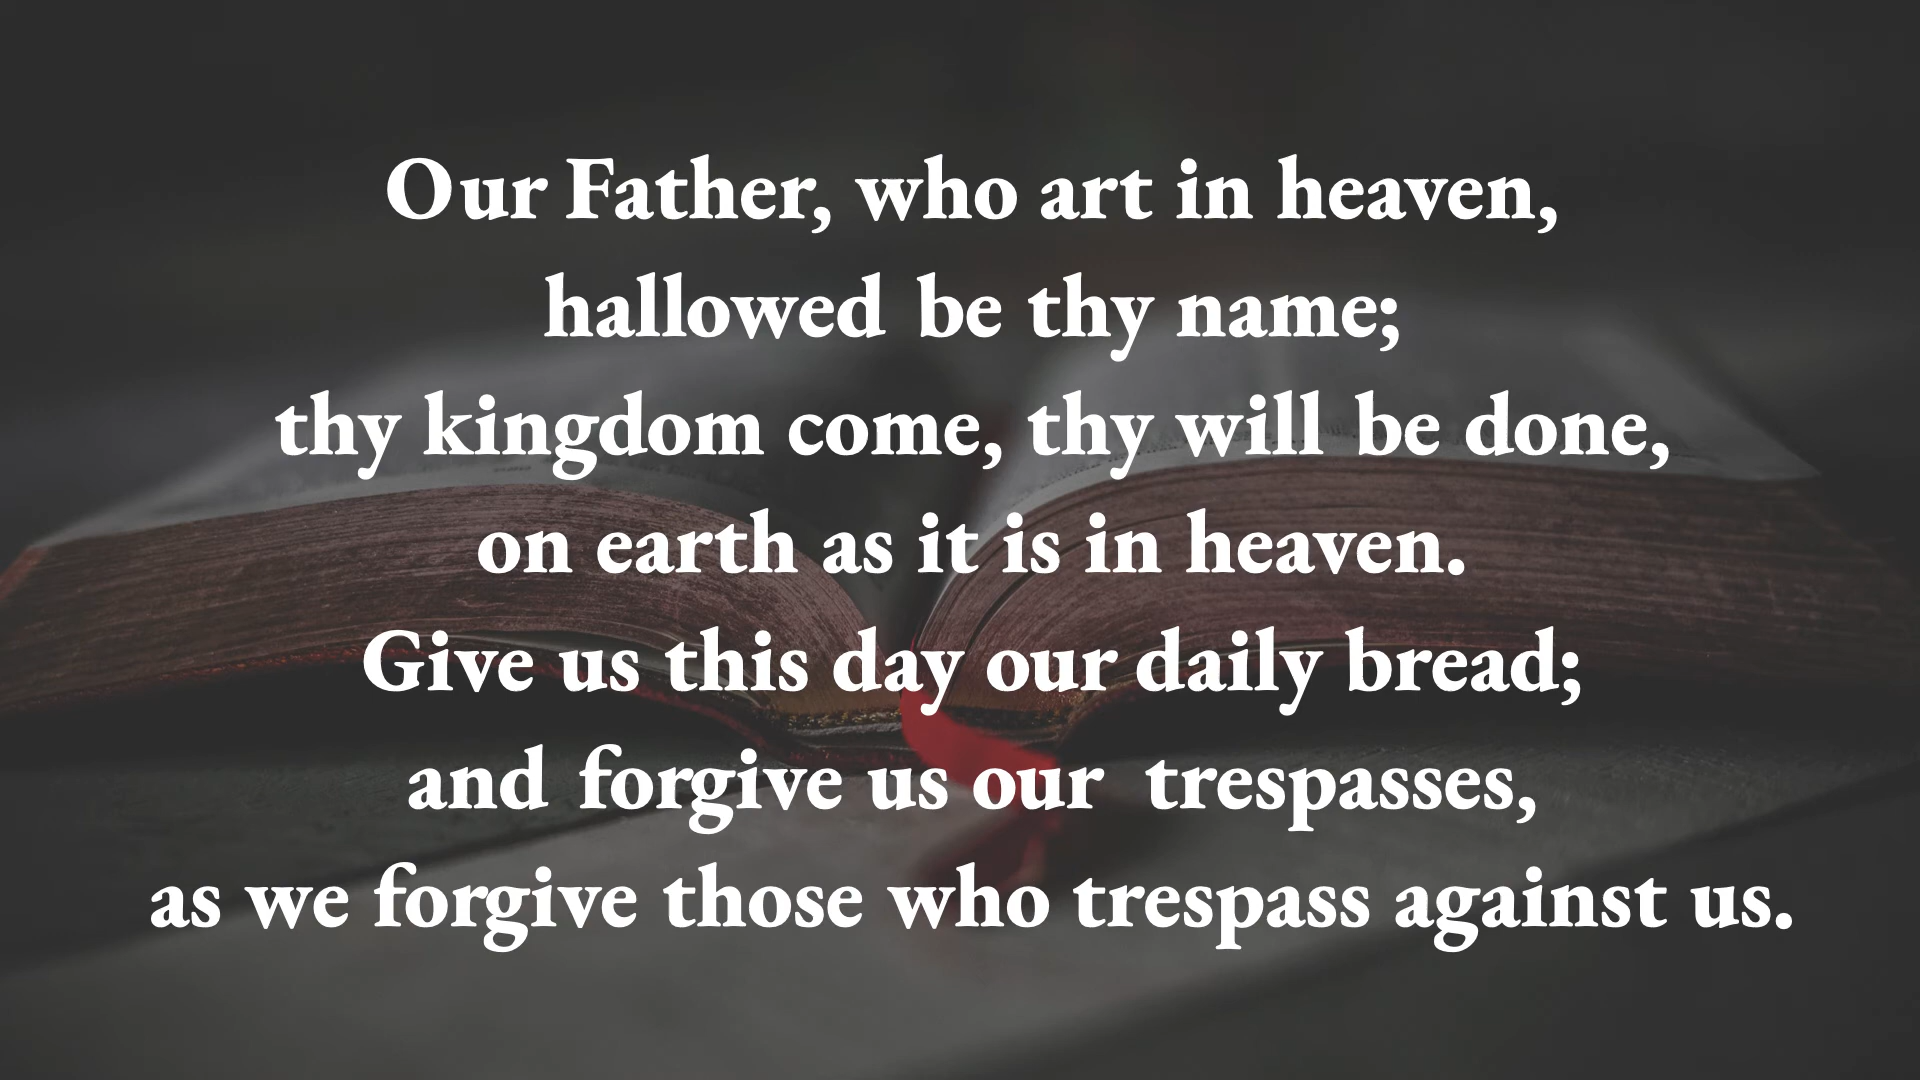 Our Father, who art in heaven,
hallowed be thy name;
thy kingdom come, thy will be done,
on earth as it is in heaven.
Give us this day our daily bread;
and forgive us our trespasses,
as we forgive those who trespass against us.